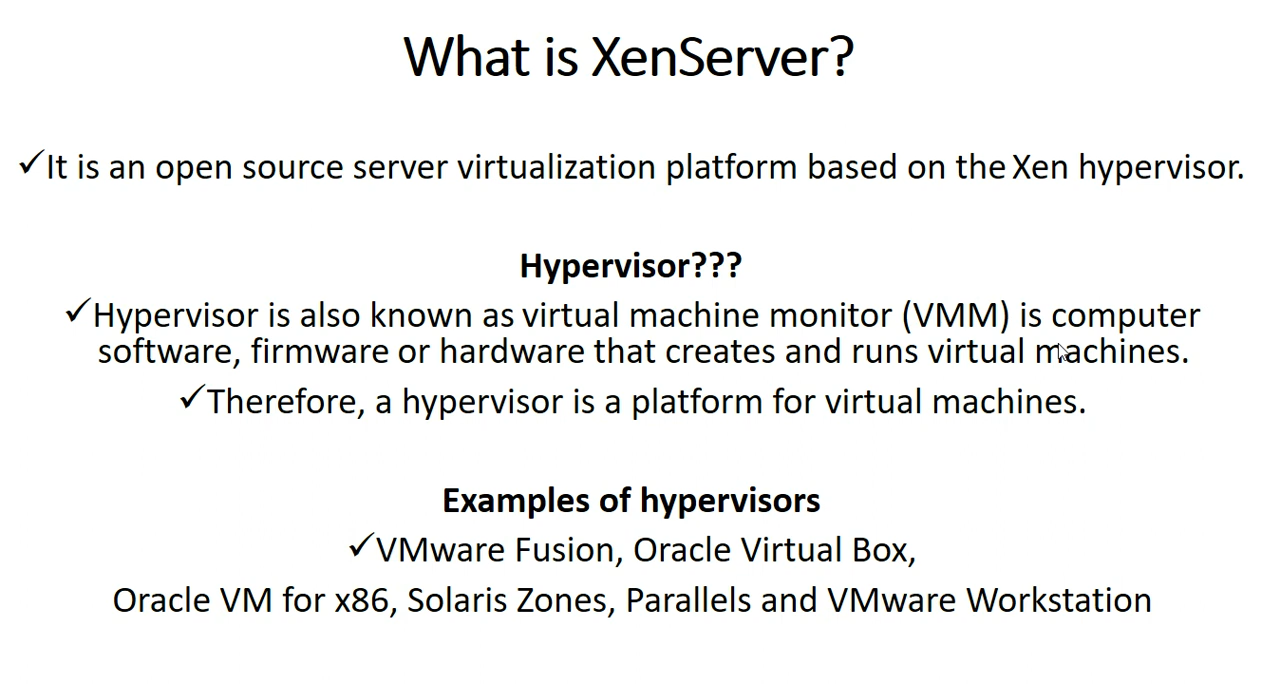 What is XenServer?
✓It is an open source server virtualization platform based on the Xen hypervisor.
Hypervisor???
✓Hypervisor is also known as virtual machine monitor (VMM) is computer
software, firmware or hardware that creates and runs virtual machines.
✓Therefore, a hypervisor is a platform for virtual machines.
Examples of hypervisors
✓VMware Fusion, Oracle Virtual Box,
Oracle VM for x86, Solaris Zones, Parallels and VMware Workstation